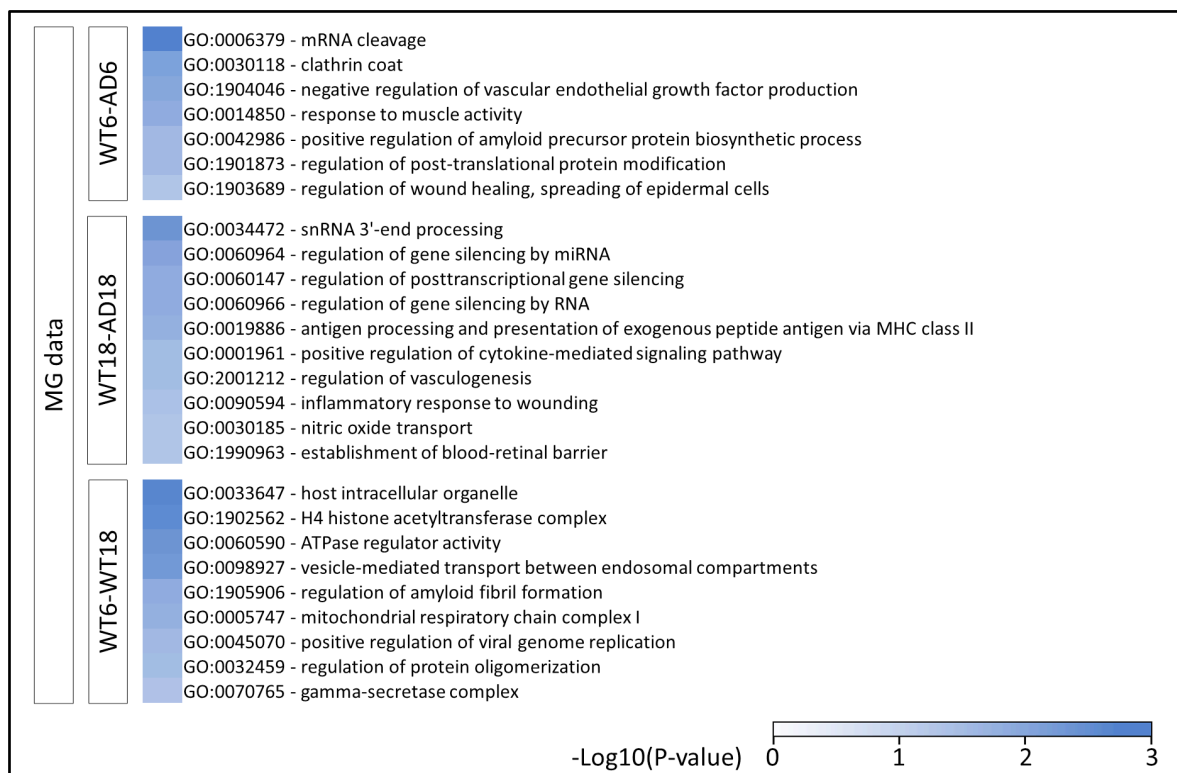 MG data
WT6-AD6
GO:0006379 - mRNA cleavage
GO:0030118 - clathrin coat
GO:1904046 - negative regulation of vascular endothelial growth factor production
GO:0014850 - response to muscle activity
GO:0042986 - positive regulation of amyloid precursor protein biosynthetic process
GO:1901873 - regulation of post-translational protein modification
GO:1903689 - regulation of wound healing, spreading of epidermal cells
WT18-AD18
GO:0034472 - snRNA 3'-end processing
GO:0060964 - regulation of gene silencing by miRNA
GO:0060147 - regulation of posttranscriptional gene silencing
GO:0060966 - regulation of gene silencing by RNA
GO:0019886 - antigen processing and presentation of exogenous peptide antigen via MHC class II
GO:0001961 - positive regulation of cytokine-mediated signaling pathway
GO:2001212 - regulation of vasculogenesis
GO:0090594 - inflammatory response to wounding
GO:0030185 - nitric oxide transport
GO:1990963 - establishment of blood-retinal barrier
WT6-WT18
GO:0033647 - host intracellular organelle
GO:1902562 - H4 histone acetyltransferase complex
GO:0060590 - ATPase regulator activity
GO:0098927 - vesicle-mediated transport between endosomal compartments
GO:1905906 - regulation of amyloid fibril formation
GO:0005747 - mitochondrial respiratory chain complex I
GO:0045070 - positive regulation of viral genome replication
GO:0032459 - regulation of protein oligomerization
GO:0070765 - gamma-secretase complex
-Log10(P-value) 0 1 2 3